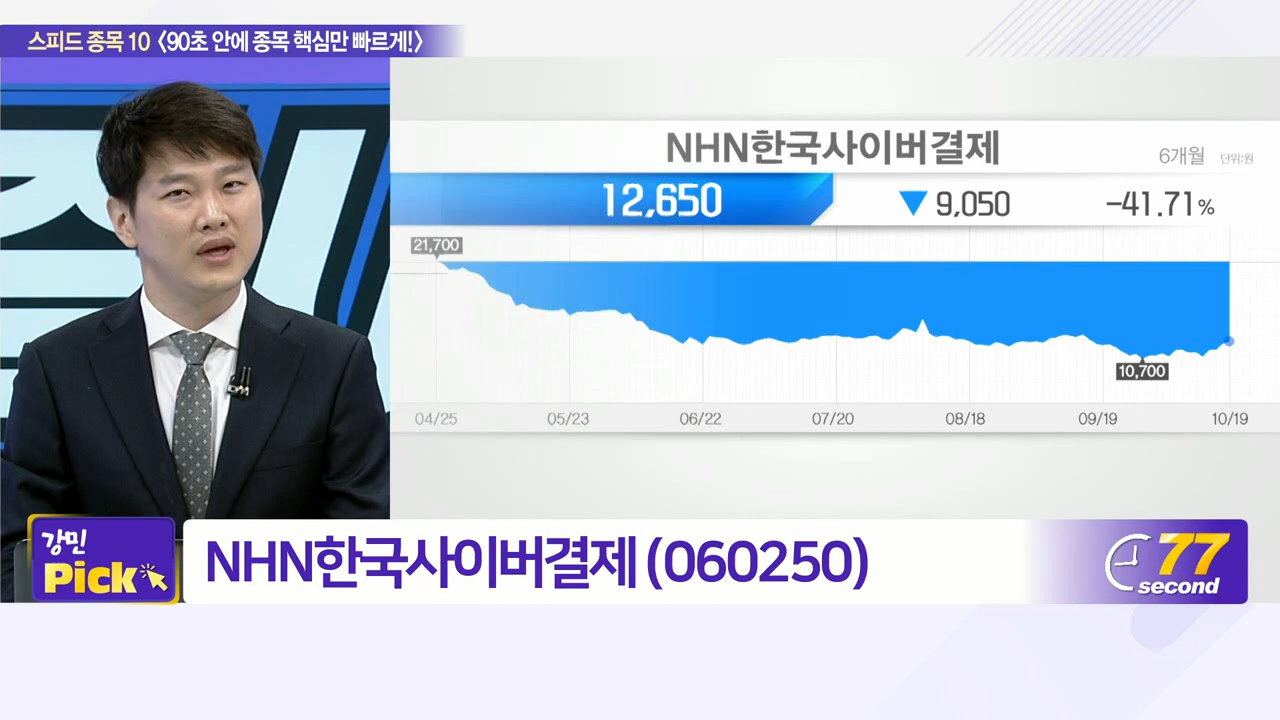 스피드 종목 10 〈90초 안에 종목 핵심만 빠르게!〉
NHN한국사이버결제
6개월 단위:원
12,650 ▼ 9,050 -41.71%
21,700
10,700
04/25 05/23 06/22 07/20 08/18 09/19 10/19
강민
Pick
NHN한국사이버결제 (060250)
77
second